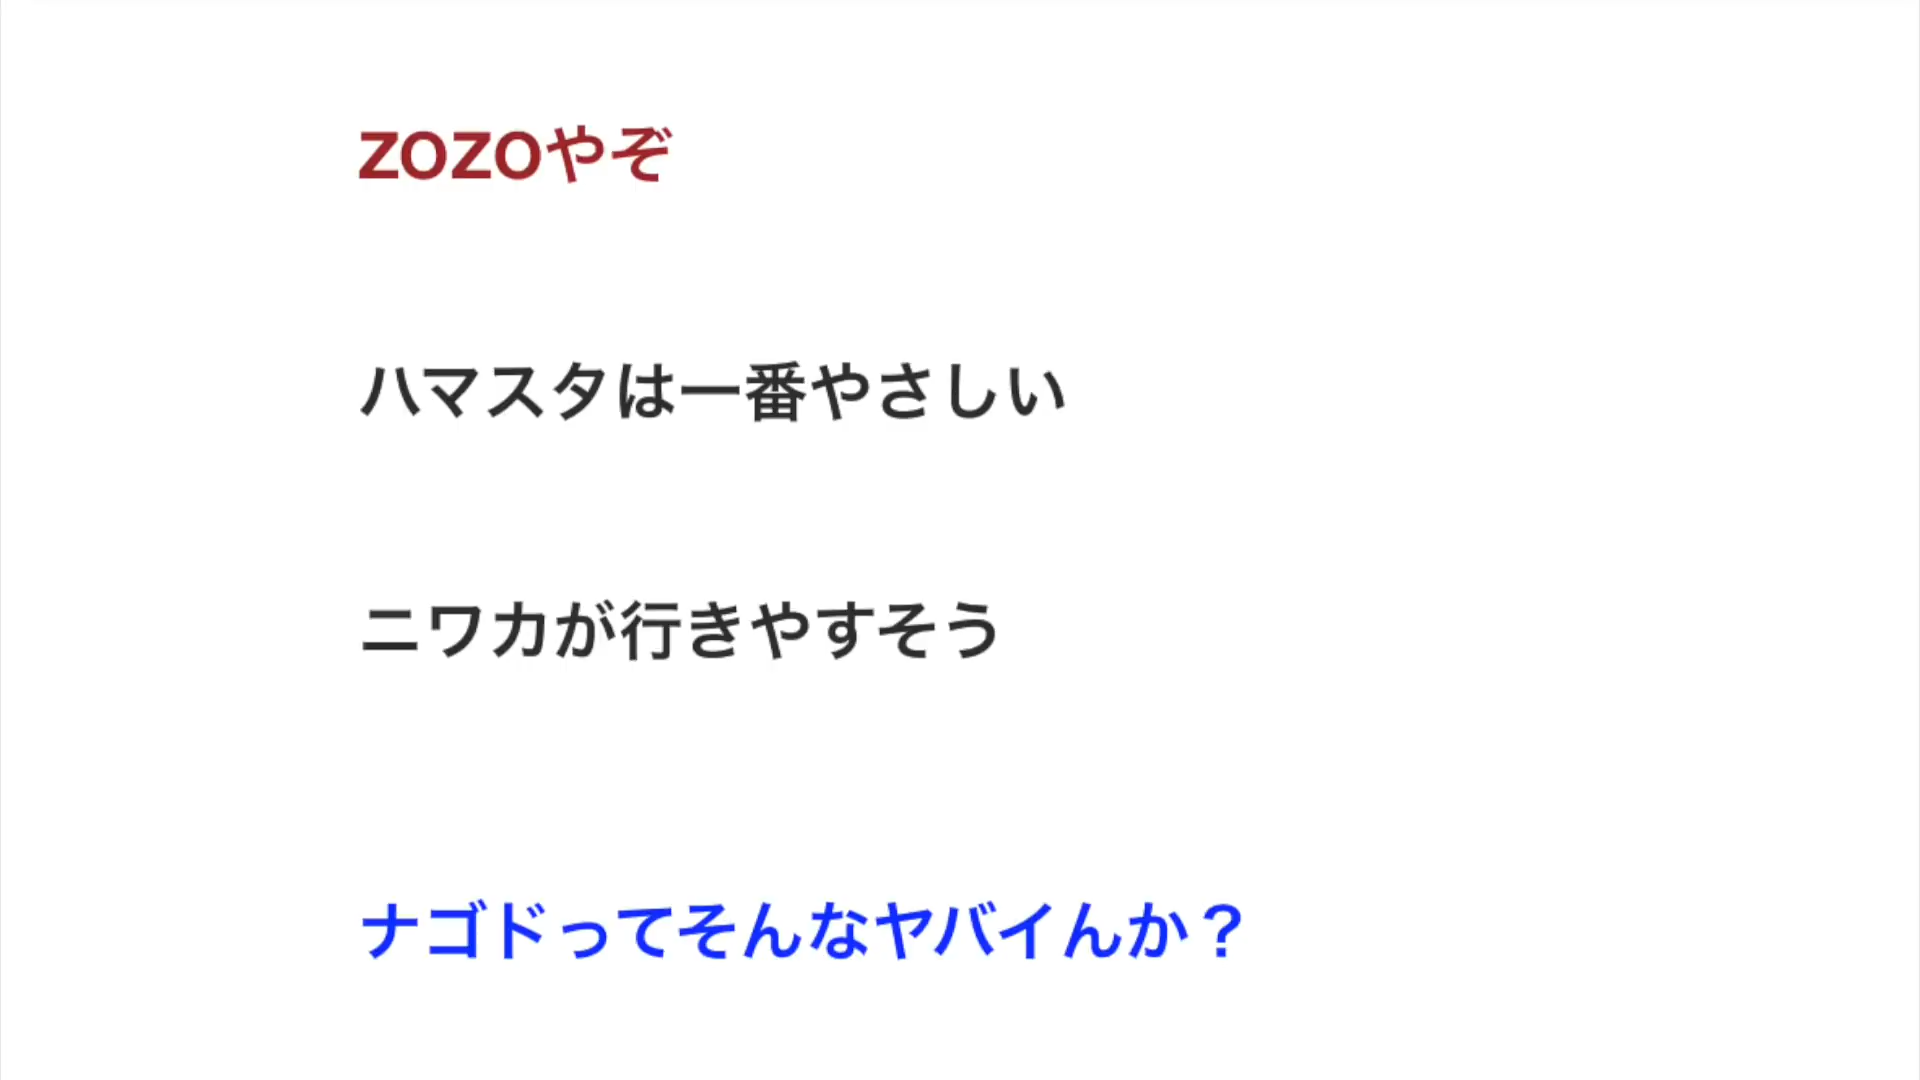 ZOZOやぞ
ハマスタは一番やさしい
ニワカが行きやすそう
ナゴドってそんなヤバイんか？